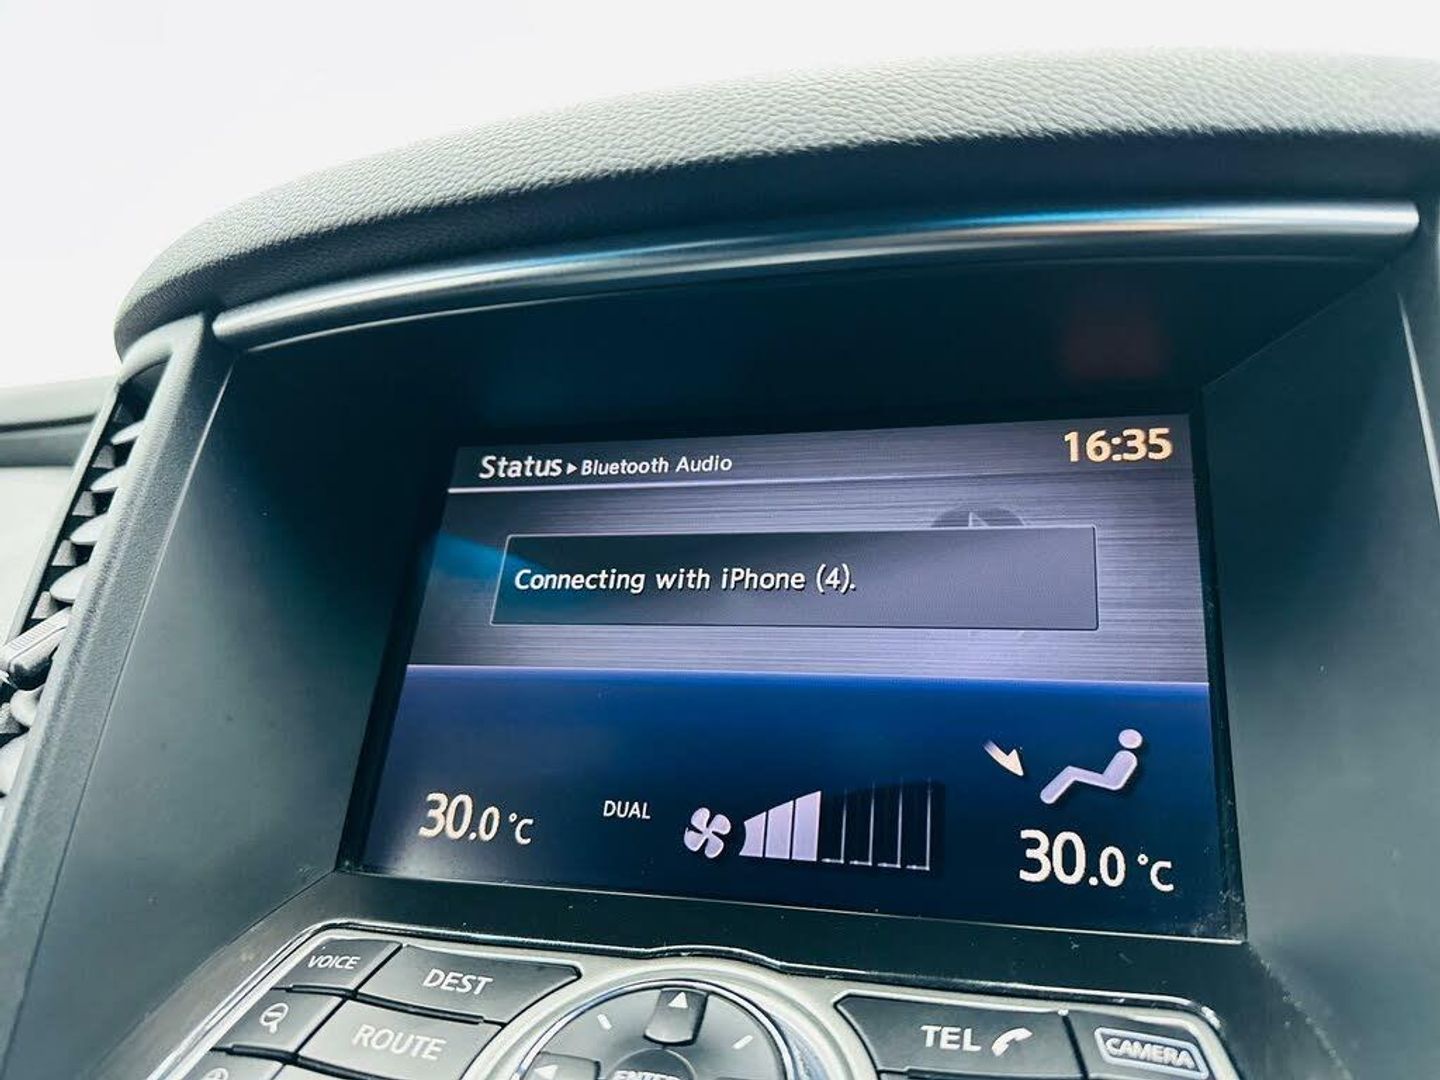 Status▶Bluetooth Audio
16:35
Connecting with iPhone (4).
30.0 °C
DUAL
30.0 °C
VOICE
DEST
ROUTE
ENTER
TEL
CAMERA